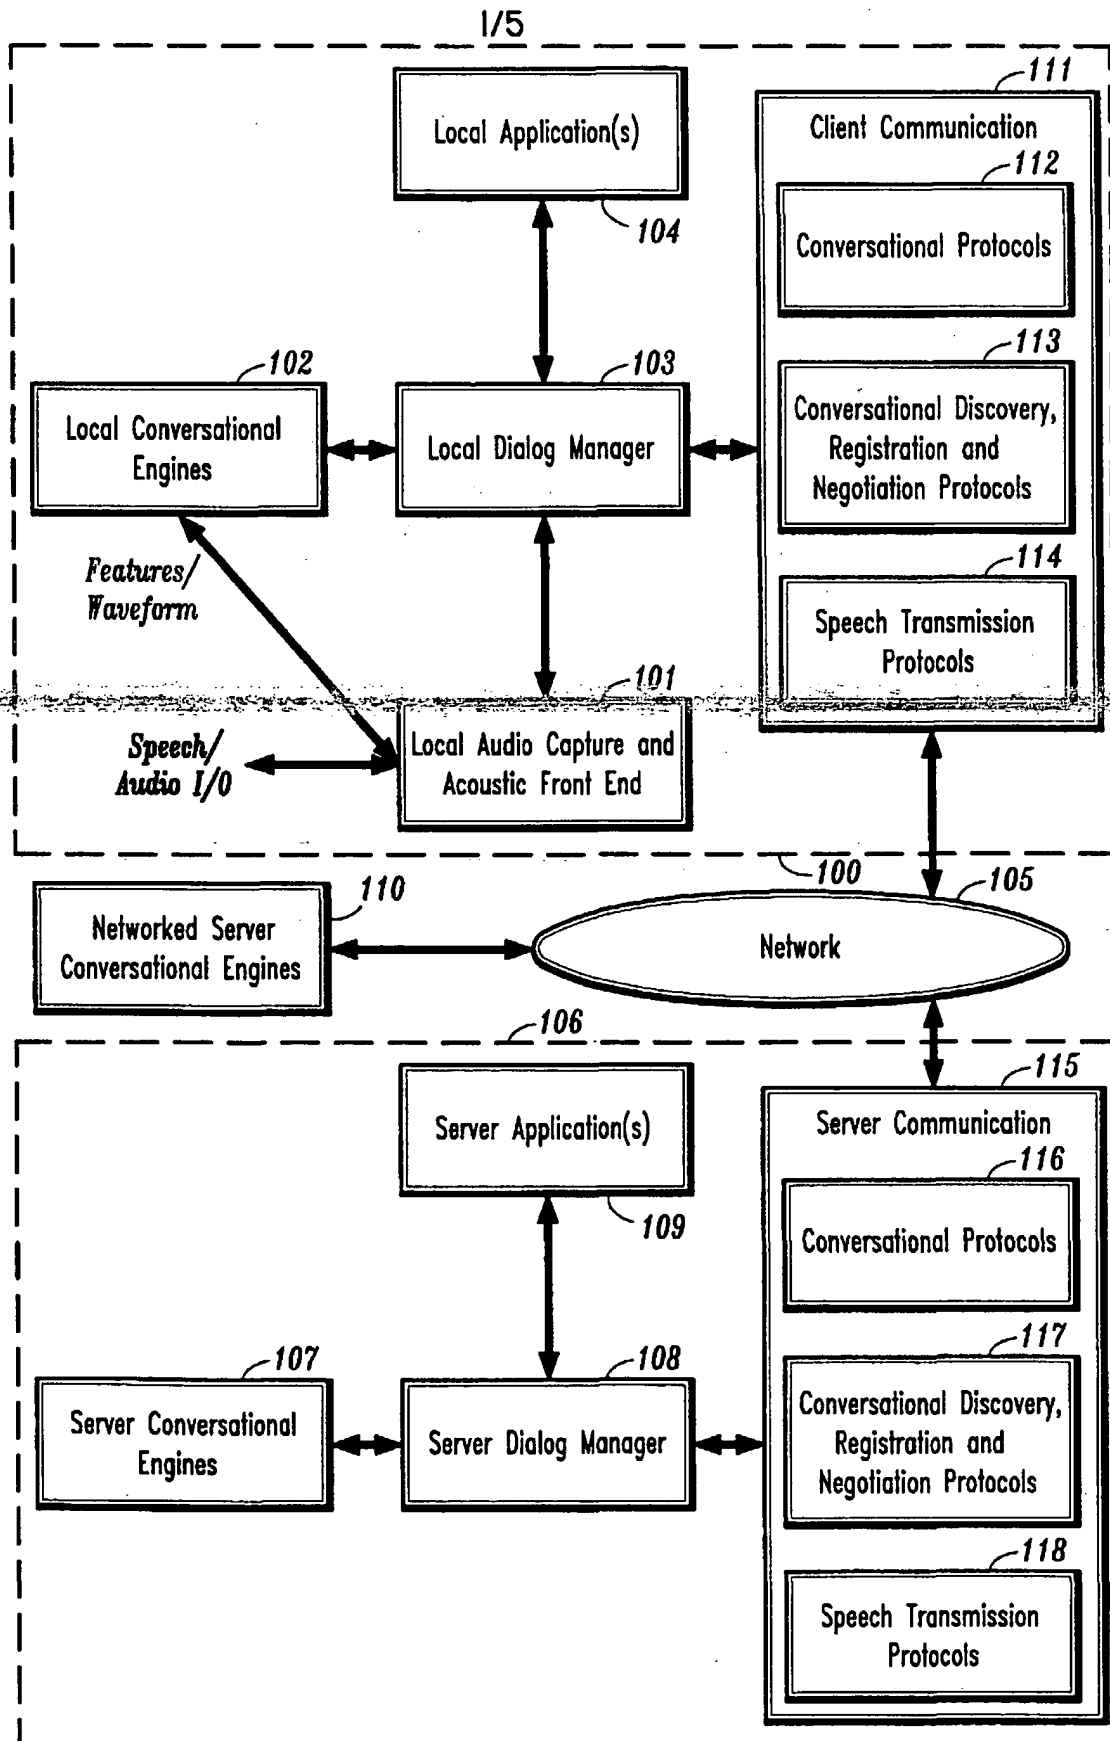 1/5
111
Client Communication
Local Application(s)
104
112
Conversational Protocols
102
103
113
Local Conversational
Engines
Local Dialog Manager
Conversational Discovery,
Registration and
Negotiation Protocols
Features/
Waveform
114
Speech Transmission
Protocols
101
Speech/
Audio I/O
Local Audio Capture and
Acoustic Front End
100
110
105
Networked Server
Conversational Engines
Network
106
115
Server Application(s)
109
Server Communication
116
Conversational Protocols
107
108
117
Server Conversational
Engines
Server Dialog Manager
Conversational Discovery,
Registration and
Negotiation Protocols
118
Speech Transmission
Protocols